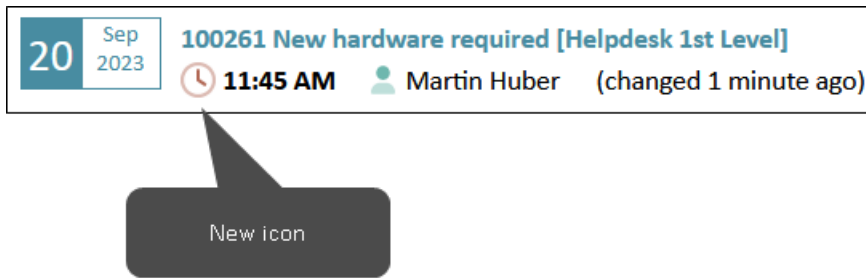 20
Sep
2023
100261 New hardware required [Helpdesk 1st Level]
11:45 AM Martin Huber (changed 1 minute ago)
New icon